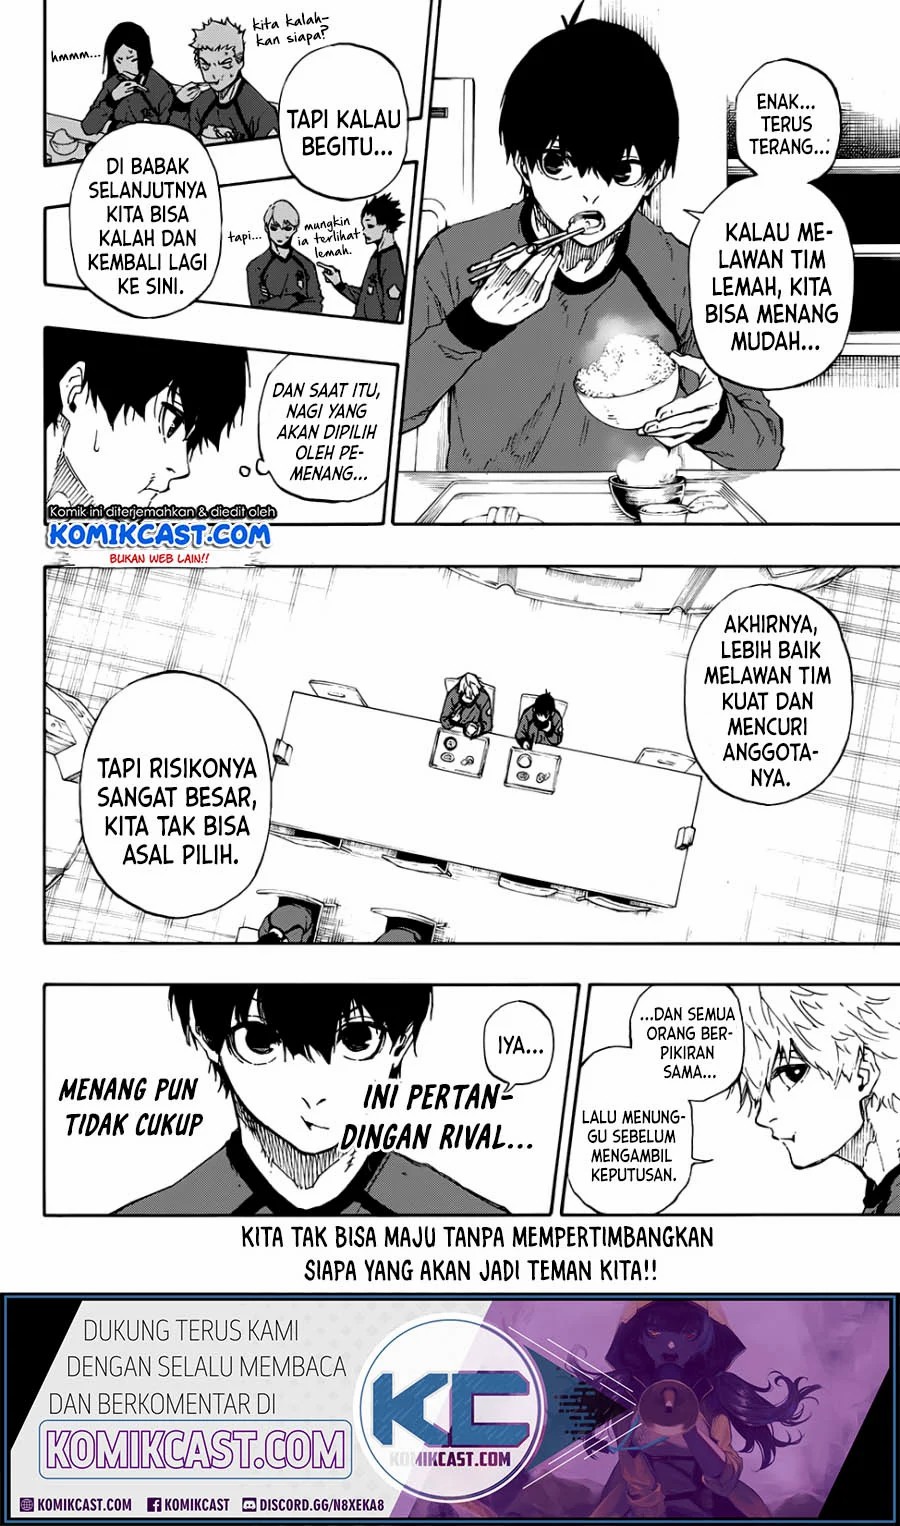 ENAK...
TERUS
TERANG...
KALAU ME-
LAWAN TIM
LEMAH, KITA
BISA MENANG
MUDAH...
kita kalah-
kan siapa?
hmmm...
TAPI KALAU
BEGITU...
DI BABAK
SELANJUTNYA
KITA BISA
KALAH DAN
KEMBALI LAGI
KE SINI.
mungkin
ia terlihat
lemah.
tapi...
DAN SAAT ITU,
NAGI YANG
AKAN DIPILIH
OLEH PE-
MENANG...
Komik ini diterjemahkan & diedit oleh
KOMIKCAST.COM
BUKAN WEB LAIN!!
AKHIRNYA,
LEBIH BAIK
MELAWAN TIM
KUAT DAN
MENCURI
ANGGOTA-
NYA.
TAPI RISIKONYA
SANGAT BESAR,
KITA TAK BISA
ASAL PILIH.
...DAN SEMUA
ORANG BER-
PIKIRAN
SAMA...
LALU MENUNG-
GU SEBELUM
MENGAMBIL
KEPUTUSAN.
IYA...
INI PERTAN-
DINGAN RIVAL...
MENANG PUN
TIDAK CUKUP
KITA TAK BISA MAJU TANPA MEMPERTIMBANGKAN
SIAPA YANG AKAN JADI TEMAN KITA!!
DUKUNG TERUS KAMI
DENGAN SELALU MEMBACA
DAN BERKOMENTAR DI
KOMIKCAST.COM
KC
KOMIKCAST.COM
KOMIKCAST.COM
KOMIKCAST
DISCORD.GG/N8XEKA8